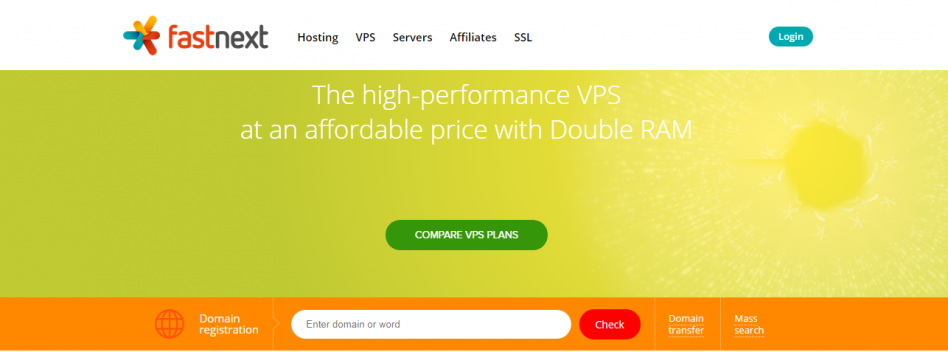 fastnext
Hosting
VPS
Servers
Affiliates
SSL
Login
The high-performance VPS
at an affordable price with Double RAM
COMPARE VPS PLANS
Domain
registration
Enter domain or word
Check
Domain
transfer
Mass
search